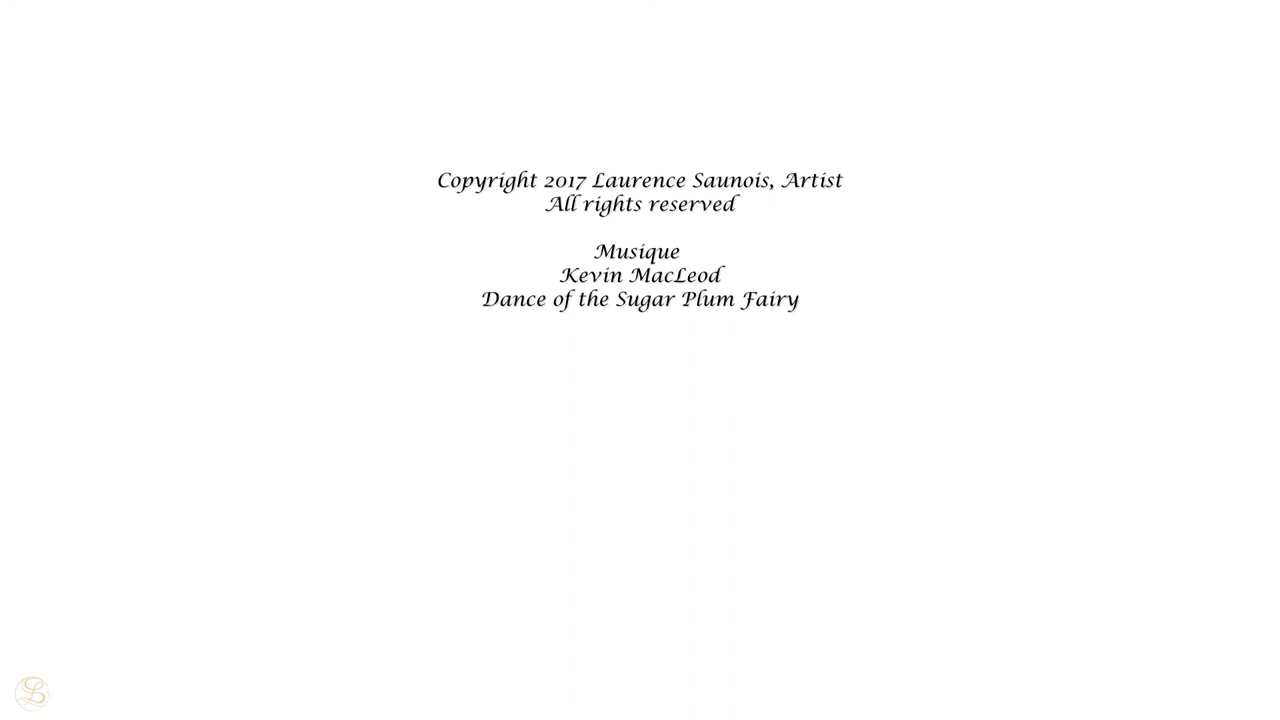 Copyright 2017 Laurence Saunois, Artist
All rights reserved
Musique
Kevin MacLeod
Dance of the Sugar Plum Fairy